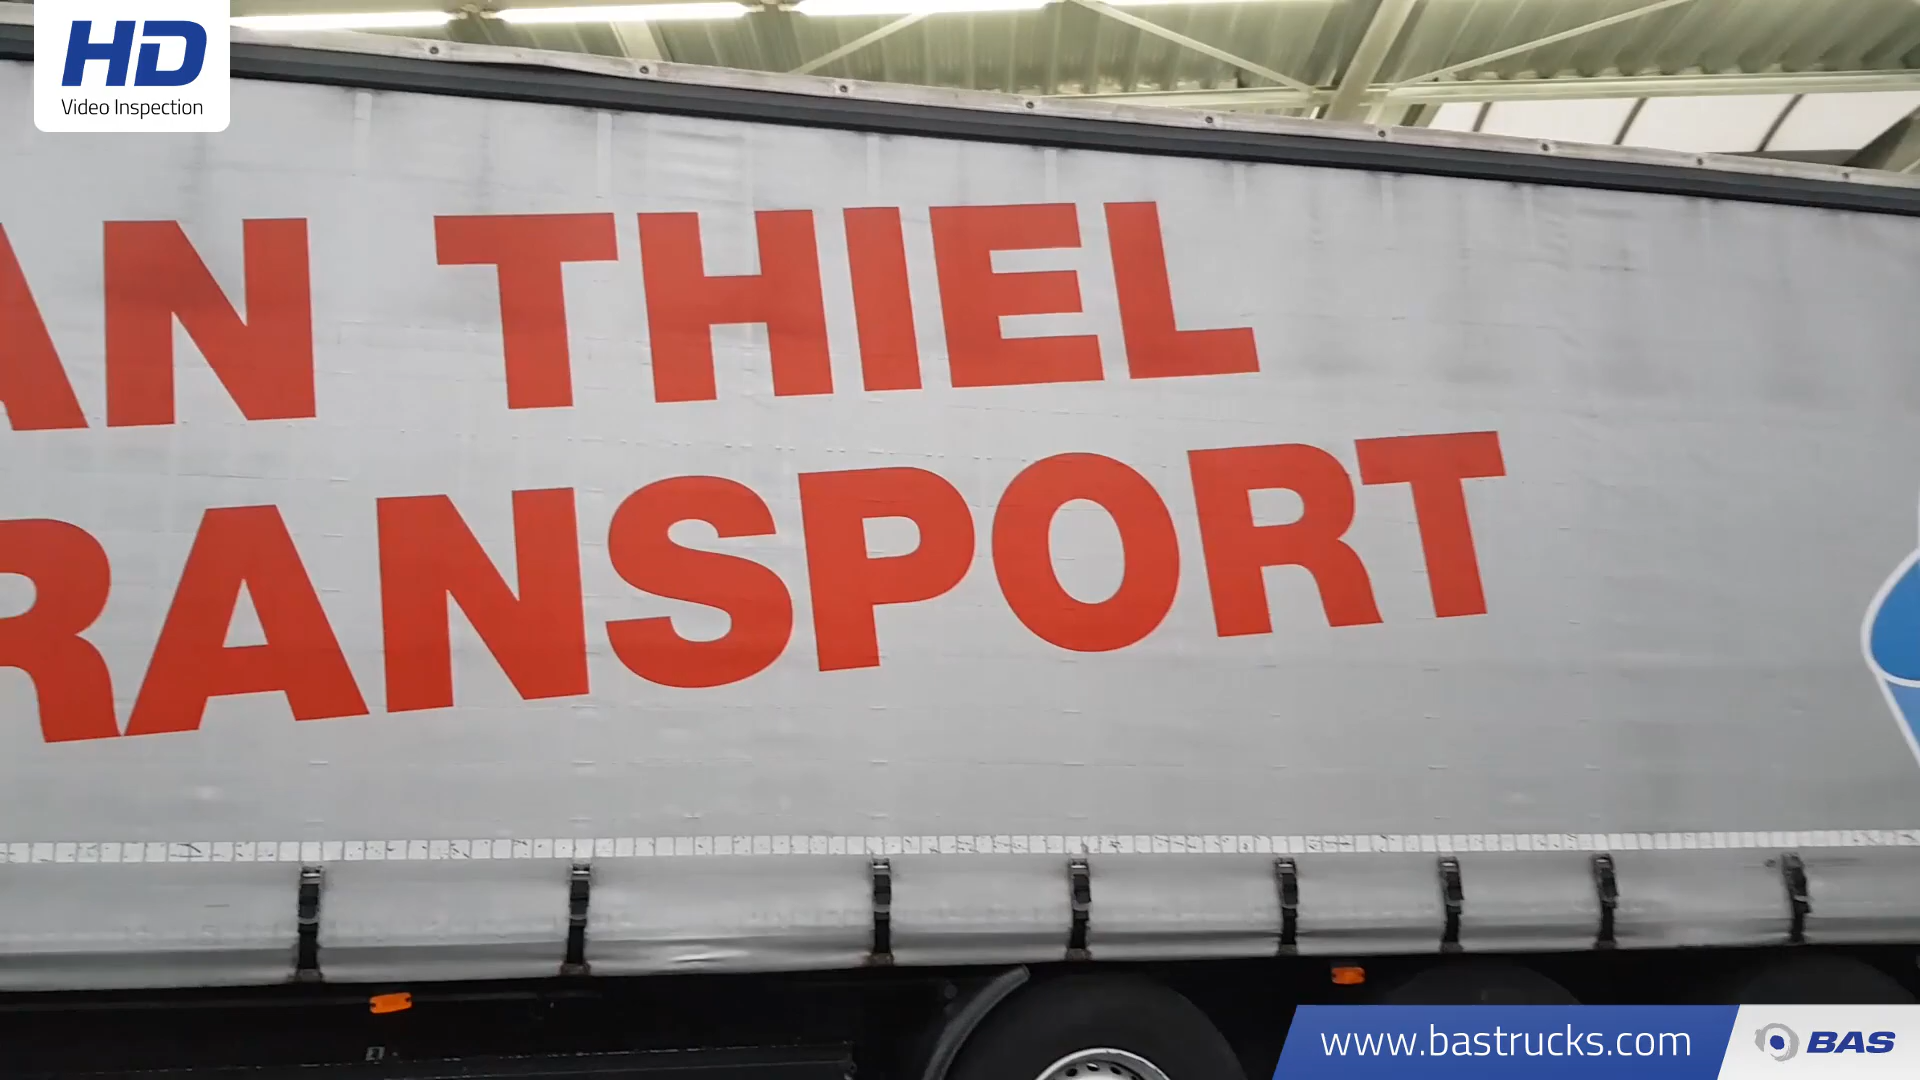 HD
Video Inspection
AN THIEL
RANSPORT
www.bastrucks.com
BAS